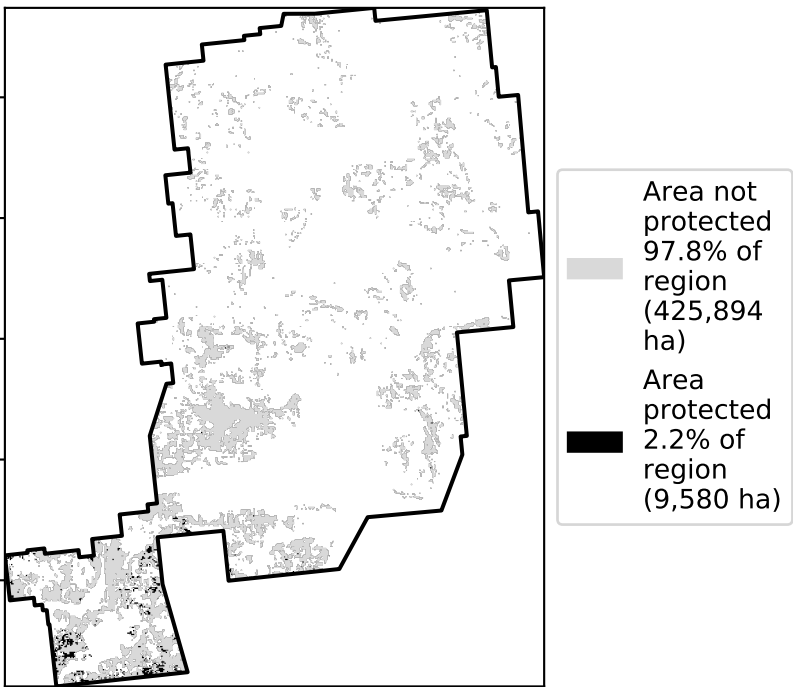 Area not
protected
97.8% of
region
(425,894
ha)
Area
protected
2.2% of
region
(9,580 ha)